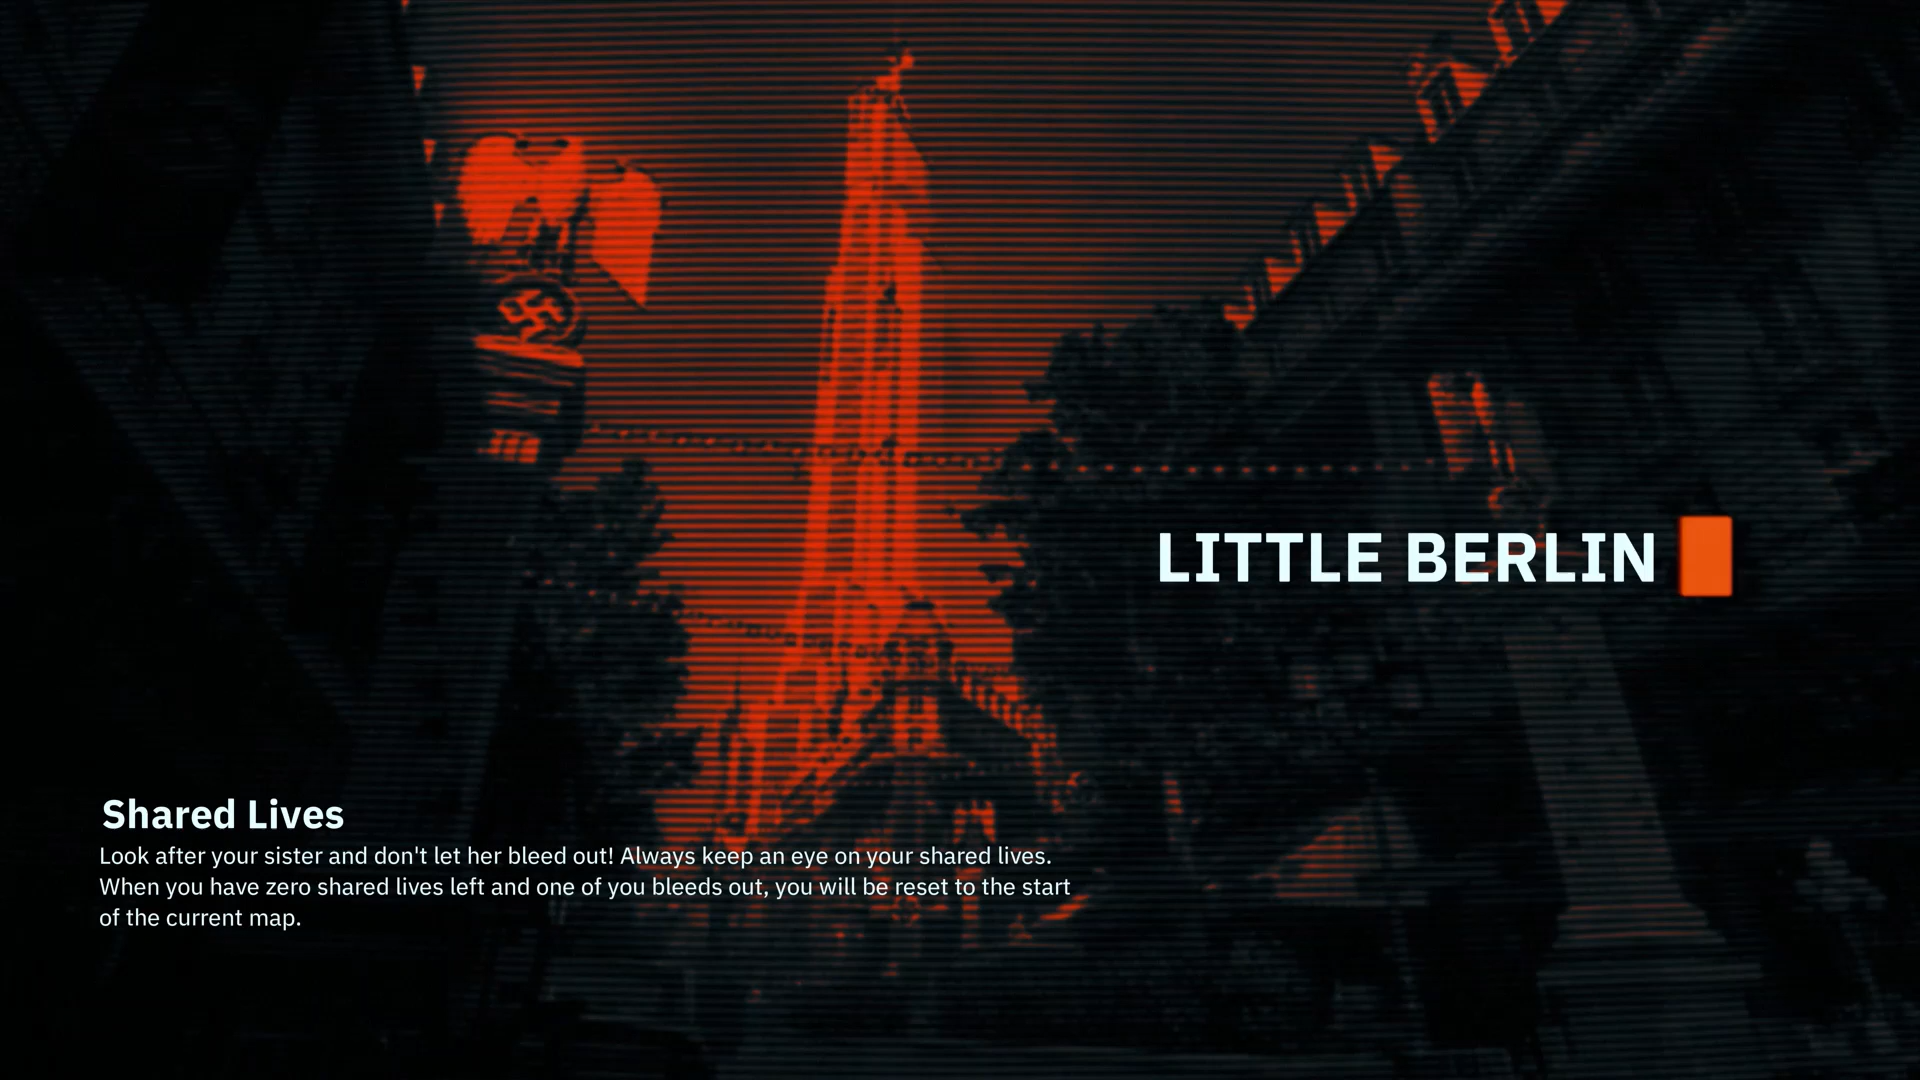 LITTLE BERLIN
Shared Lives
Look after your sister and don't let her bleed out! Always keep an eye on your shared lives.
When you have zero shared lives left and one of you bleeds out, you will be reset to the start
of the current map.